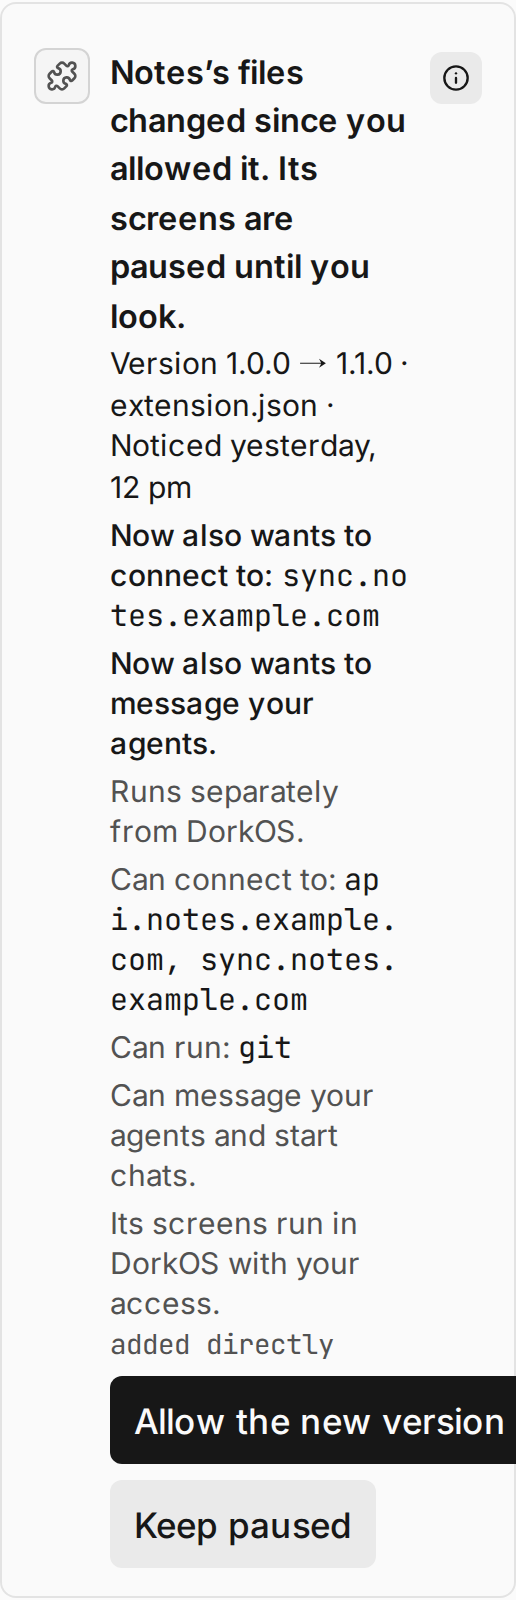 Notes’s files
changed since you
allowed it. Its
screens are
paused until you
look.
Version 1.0.0 → 1.1.0 ·
extension.json ·
Noticed yesterday,
12 pm
Now also wants to
connect to: sync.no
tes.example.com
Now also wants to
message your
agents.
Runs separately
from DorkOS.
Can connect to: ap
i.notes.example.
com, sync.notes.
example.com
Can run: git
Can message your
agents and start
chats.
Its screens run in
DorkOS with your
access.
added directly
Allow the new version
Keep paused